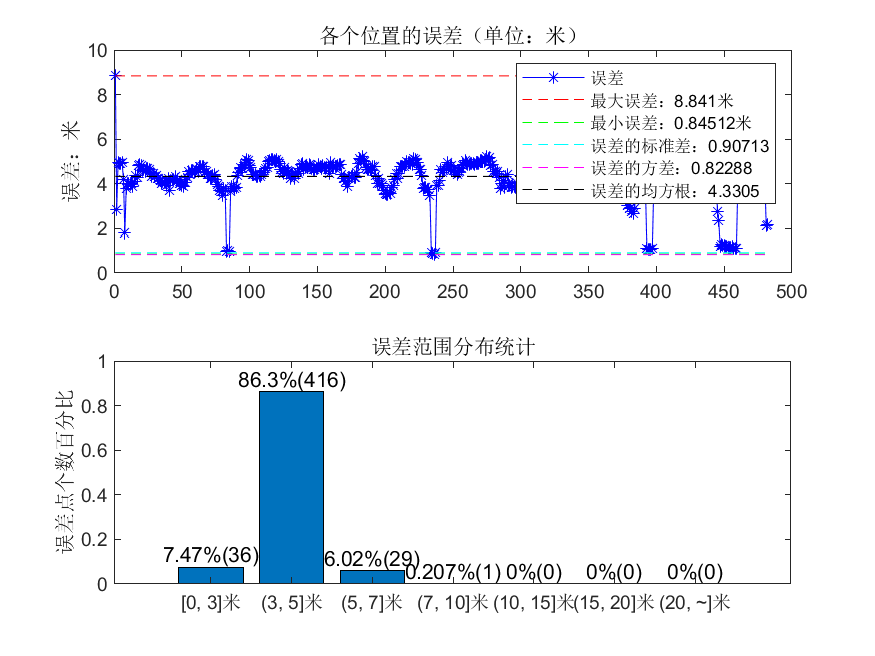 各个位置的误差（单位：米）
误差：米
10
8
6
4
2
0
误差
最大误差：8.841米
最小误差：0.84512米
误差的标准差：0.90713
误差的方差：0.82288
误差的均方根：4.3305
0 50 100 150 200 250 300 350 400 450 500
误差范围分布统计
误差点个数百分比
1
0.8
0.6
0.4
0.2
0
86.3%(416)
7.47%(36) 6.02%(29) 0.207%(1) 0%(0) 0%(0) 0%(0)
[0, 3]米 (3, 5]米 (5, 7]米 (7, 10]米 (10, 15]米 (15, 20]米 (20, ~]米